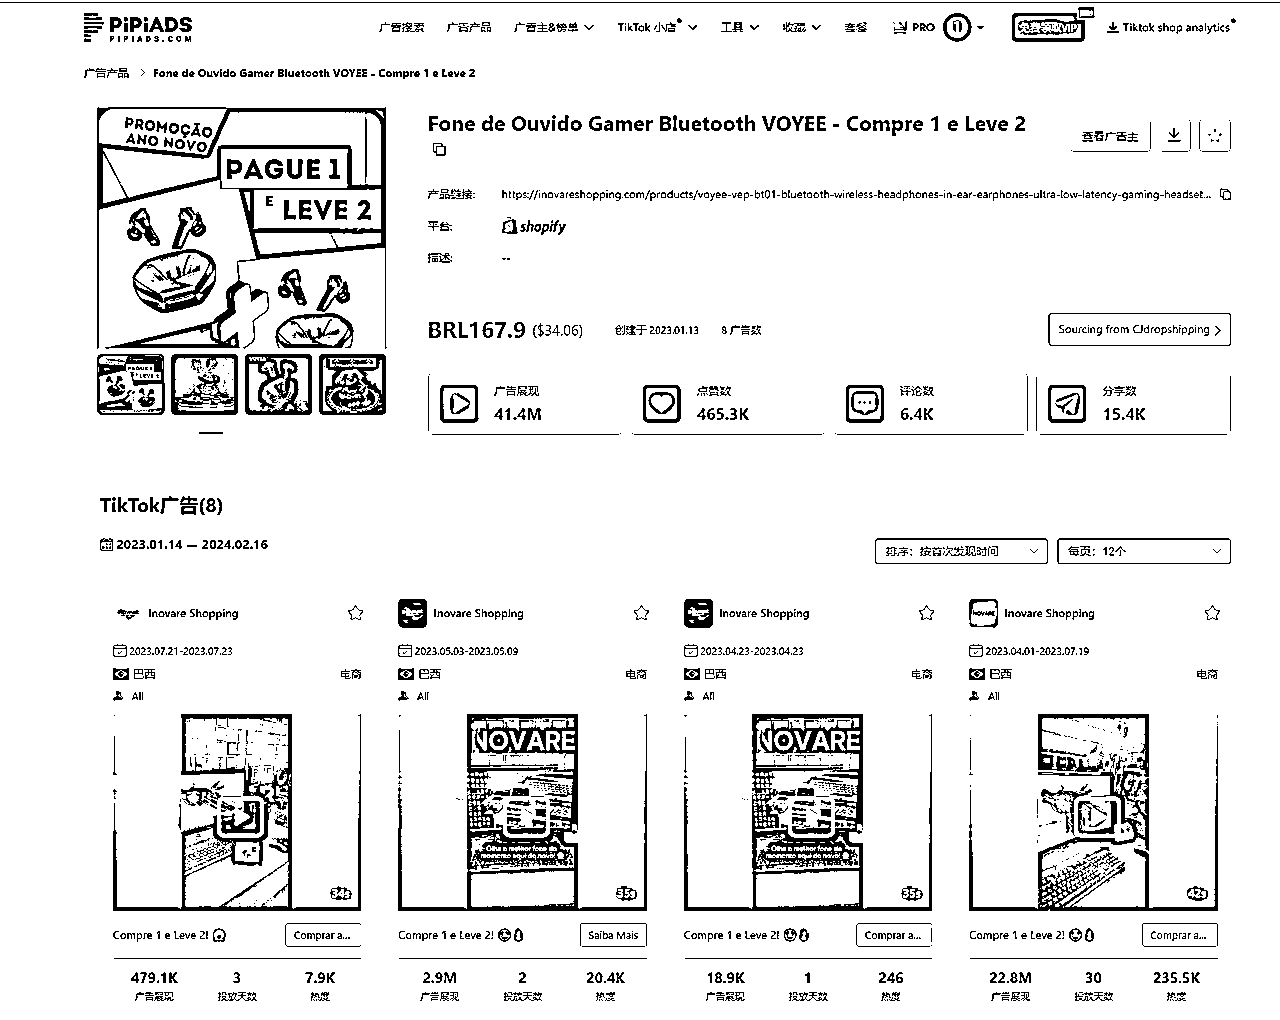 PiPiADS
PIPIADS.COM
广告搜索
广告产品
广告主&榜单
TikTok 小店
工具
收藏
套餐
PRO
免费领取VIP
Tiktok shop analytics
广告产品 > Fone de Ouvido Gamer Bluetooth VOYEE - Compre 1 e Leve 2
PROMOÇÃO
ANO NOVO
PAGUE 1
E LEVE 2
Fone de Ouvido Gamer Bluetooth VOYEE - Compre 1 e Leve 2
查看广告主
产品链接: https://inovareshopping.com/products/voyee-vep-bt01-bluetooth-wireless-headphones-in-ear-earphones-ultra-low-latency-gaming-headset...
平台: shopify
描述: --
BRL167.9 ($34.06) 创建于 2023.01.13 8 广告数
Sourcing from CJdropshipping >
广告展现 点赞数 评论数 分享数
41.4M 465.3K 6.4K 15.4K
TikTok广告(8)
2023.01.14 — 2024.02.16
排序: 按首次发现时间
每页: 12个
Inovare Shopping
2023.07.21-2023.07.23
巴西 电商
All
Compre 1 e Leve 2! Comprar a...
479.1K 3 7.9K
广告展现 投放天数 热度
Inovare Shopping
2023.05.03-2023.05.09
巴西 电商
All
INOVARE
Olha o melhor fone do
momento aqui de novo!
Compre 1 e Leve 2! Saiba Mais
2.9M 2 20.4K
广告展现 投放天数 热度
Inovare Shopping
2023.04.23-2023.04.23
巴西 电商
All
INOVARE
Olha o melhor fone do
momento aqui de novo!
Compre 1 e Leve 2! Comprar a...
18.9K 1 246
广告展现 投放天数 热度
INOVARE
Inovare Shopping
2023.04.01-2023.07.19
巴西 电商
All
Compre 1 e Leve 2! Comprar a...
22.8M 30 235.5K
广告展现 投放天数 热度